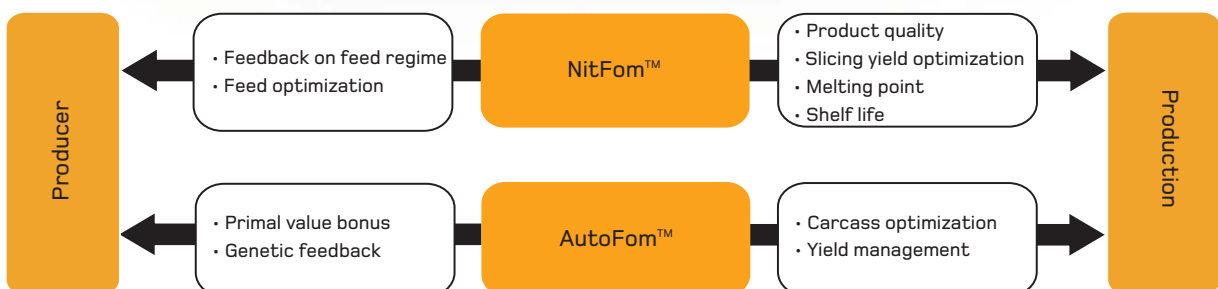 Producer
· Feedback on feed regime
· Feed optimization
NitFom™
· Product quality
· Slicing yield optimization
· Melting point
· Shelf life
Production
· Primal value bonus
· Genetic feedback
AutoFom™
· Carcass optimization
· Yield management